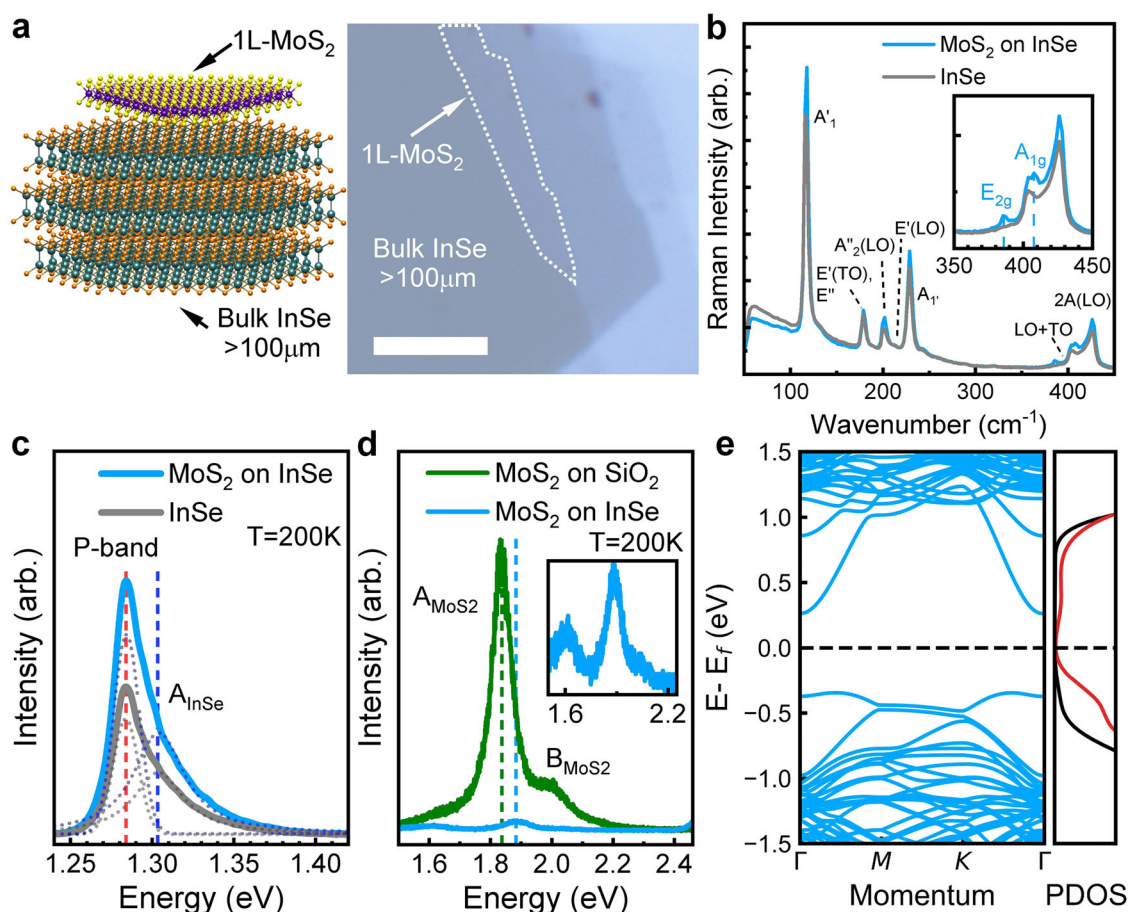 a
1L-MoS₂
Bulk InSe
>100μm
1L-MoS₂
Bulk InSe
>100μm
b
MoS₂ on InSe
InSe
Raman Inetnsity (arb.)
A'₁
E'(TO),
E''
A''₂(LO)
E'(LO)
A₁'
LO+TO
2A(LO)
E₂g
A₁g
350 400 450
100 200 300 400
Wavenumber (cm⁻¹)
c
MoS₂ on InSe
InSe
T=200K
P-band
A_InSe
Intensity (arb.)
1.25 1.30 1.35 1.40
Energy (eV)
d
MoS₂ on SiO₂
MoS₂ on InSe
T=200K
A_MoS2
B_MoS2
1.6 2.2
Intensity (arb.)
1.6 1.8 2.0 2.2 2.4
Energy (eV)
e
E- E_f (eV)
1.5
1.0
0.5
0.0
−0.5
−1.0
−1.5
Γ M K Γ
Momentum
PDOS